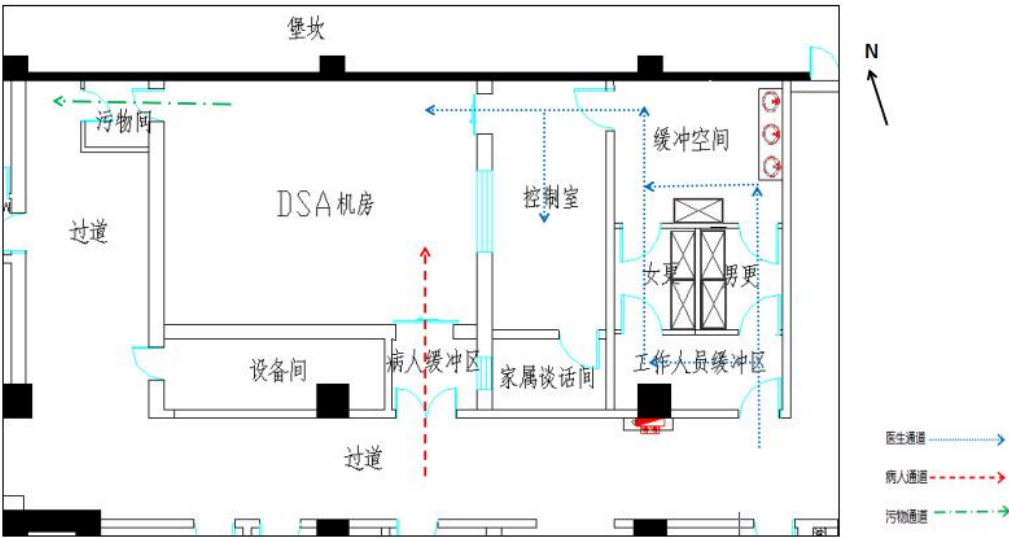 堡坎
N
污物间
缓冲空间
DSA机房
控制室
过道
女更
男更
设备间
病人缓冲区
家属谈话间
工作人员缓冲区
过道
医生通道
病人通道
污物通道